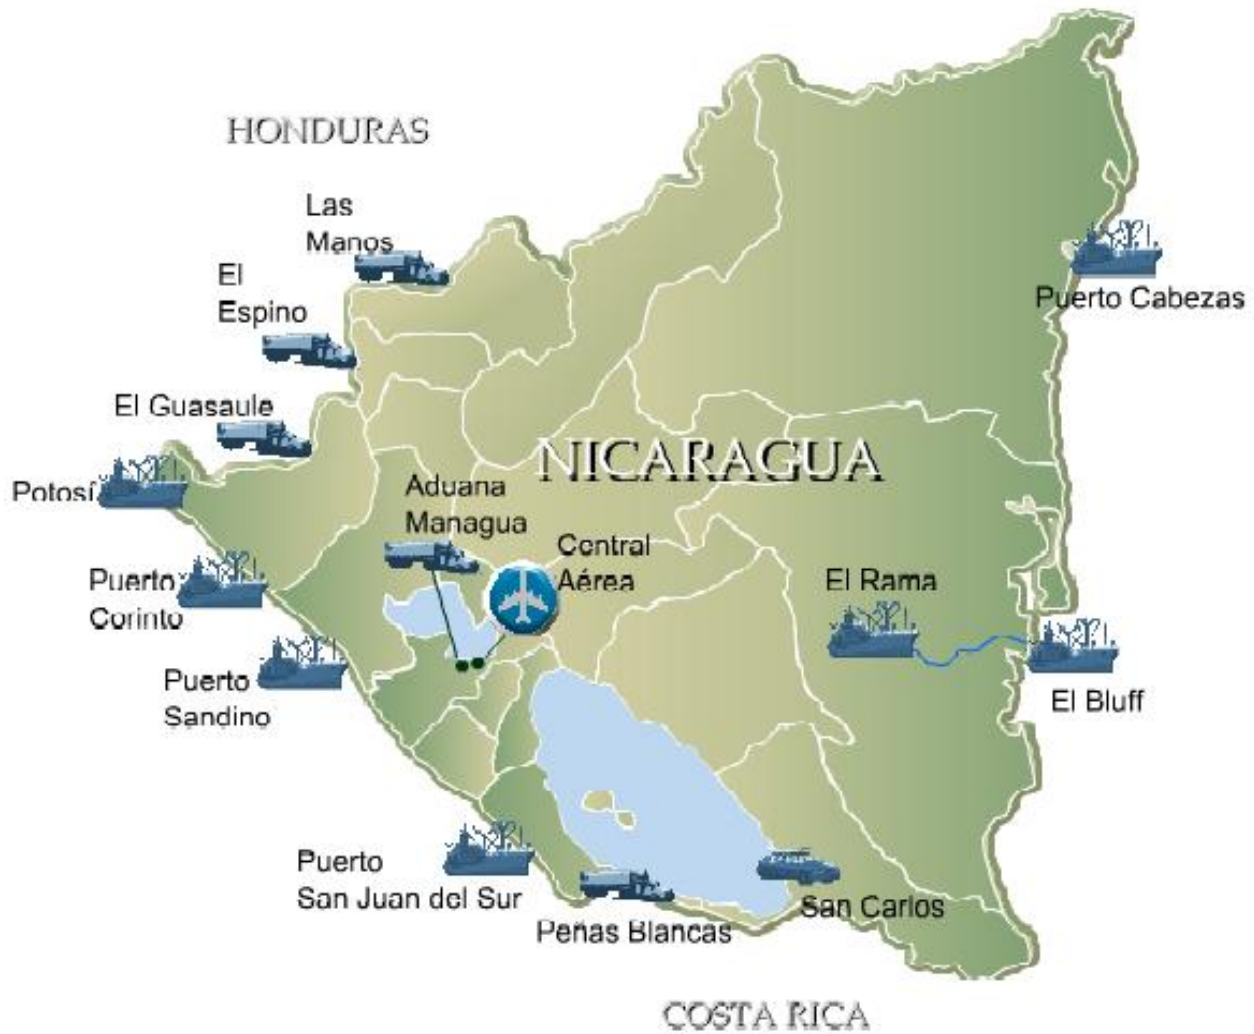 HONDURAS
Las
Manos
El
Espino
Puerto Cabezas
El Guasaule
NICARAGUA
Potosí
Aduana
Managua
Central
Aérea
Puerto
Corinto
El Rama
Puerto
Sandino
El Bluff
Puerto
San Juan del Sur
San Carlos
Peñas Blancas
COSTA RICA